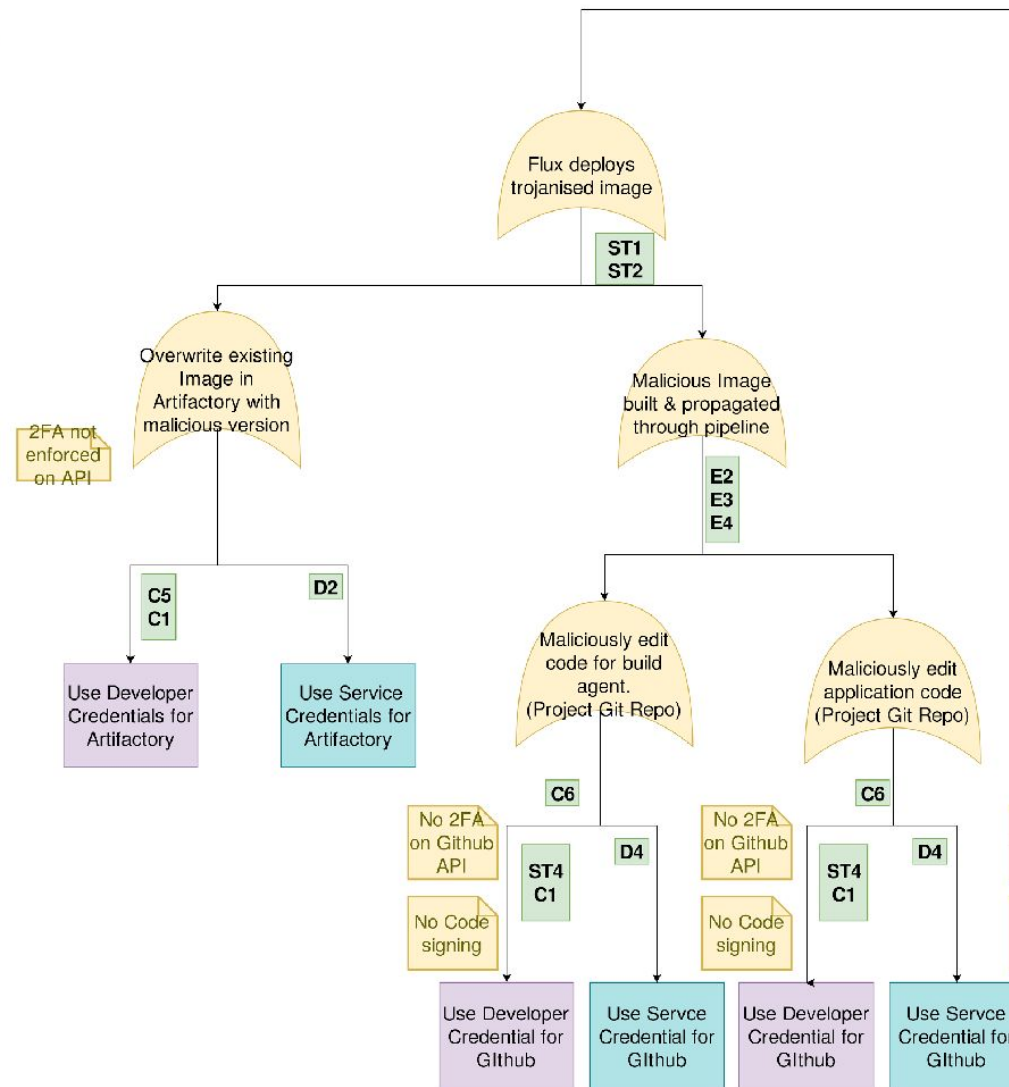 Flux deploys
trojanised image
ST1
ST2
Overwrite existing
Image in
Artifactory with
malicious version
Malicious Image
built & propagated
through pipeline
2FA not
enforced
on API
E2
E3
E4
C5
C1
D2
Maliciously edit
code for build
agent.
(Project Git Repo)
Maliciously edit
application code
(Project Git Repo)
Use Developer
Credentials for
Artifactory
Use Service
Credentials for
Artifactory
C6
C6
No 2FA
on Github
API
ST4
C1
D4
No 2FA
on Github
API
ST4
C1
D4
No Code
signing
No Code
signing
Use Developer
Credential for
GIthub
Use Servce
Credential for
GIthub
Use Developer
Credential for
GIthub
Use Servce
Credential for
GIthub